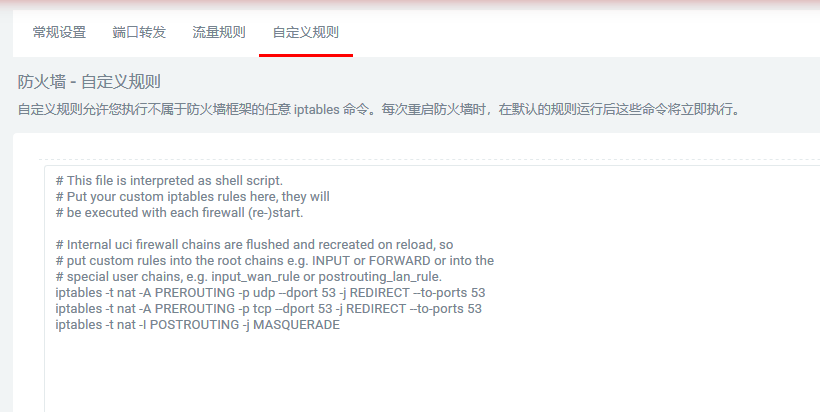 常规设置 端口转发 流量规则 自定义规则
防火墙 - 自定义规则
自定义规则允许您执行不属于防火墙框架的任意 iptables 命令。每次重启防火墙时，在默认的规则运行后这些命令将立即执行。
# This file is interpreted as shell script.
# Put your custom iptables rules here, they will
# be executed with each firewall (re-)start.
# Internal uci firewall chains are flushed and recreated on reload, so
# put custom rules into the root chains e.g. INPUT or FORWARD or into the
# special user chains, e.g. input_wan_rule or postrouting_lan_rule.
iptables -t nat -A PREROUTING -p udp --dport 53 -j REDIRECT --to-ports 53
iptables -t nat -A PREROUTING -p tcp --dport 53 -j REDIRECT --to-ports 53
iptables -t nat -I POSTROUTING -j MASQUERADE